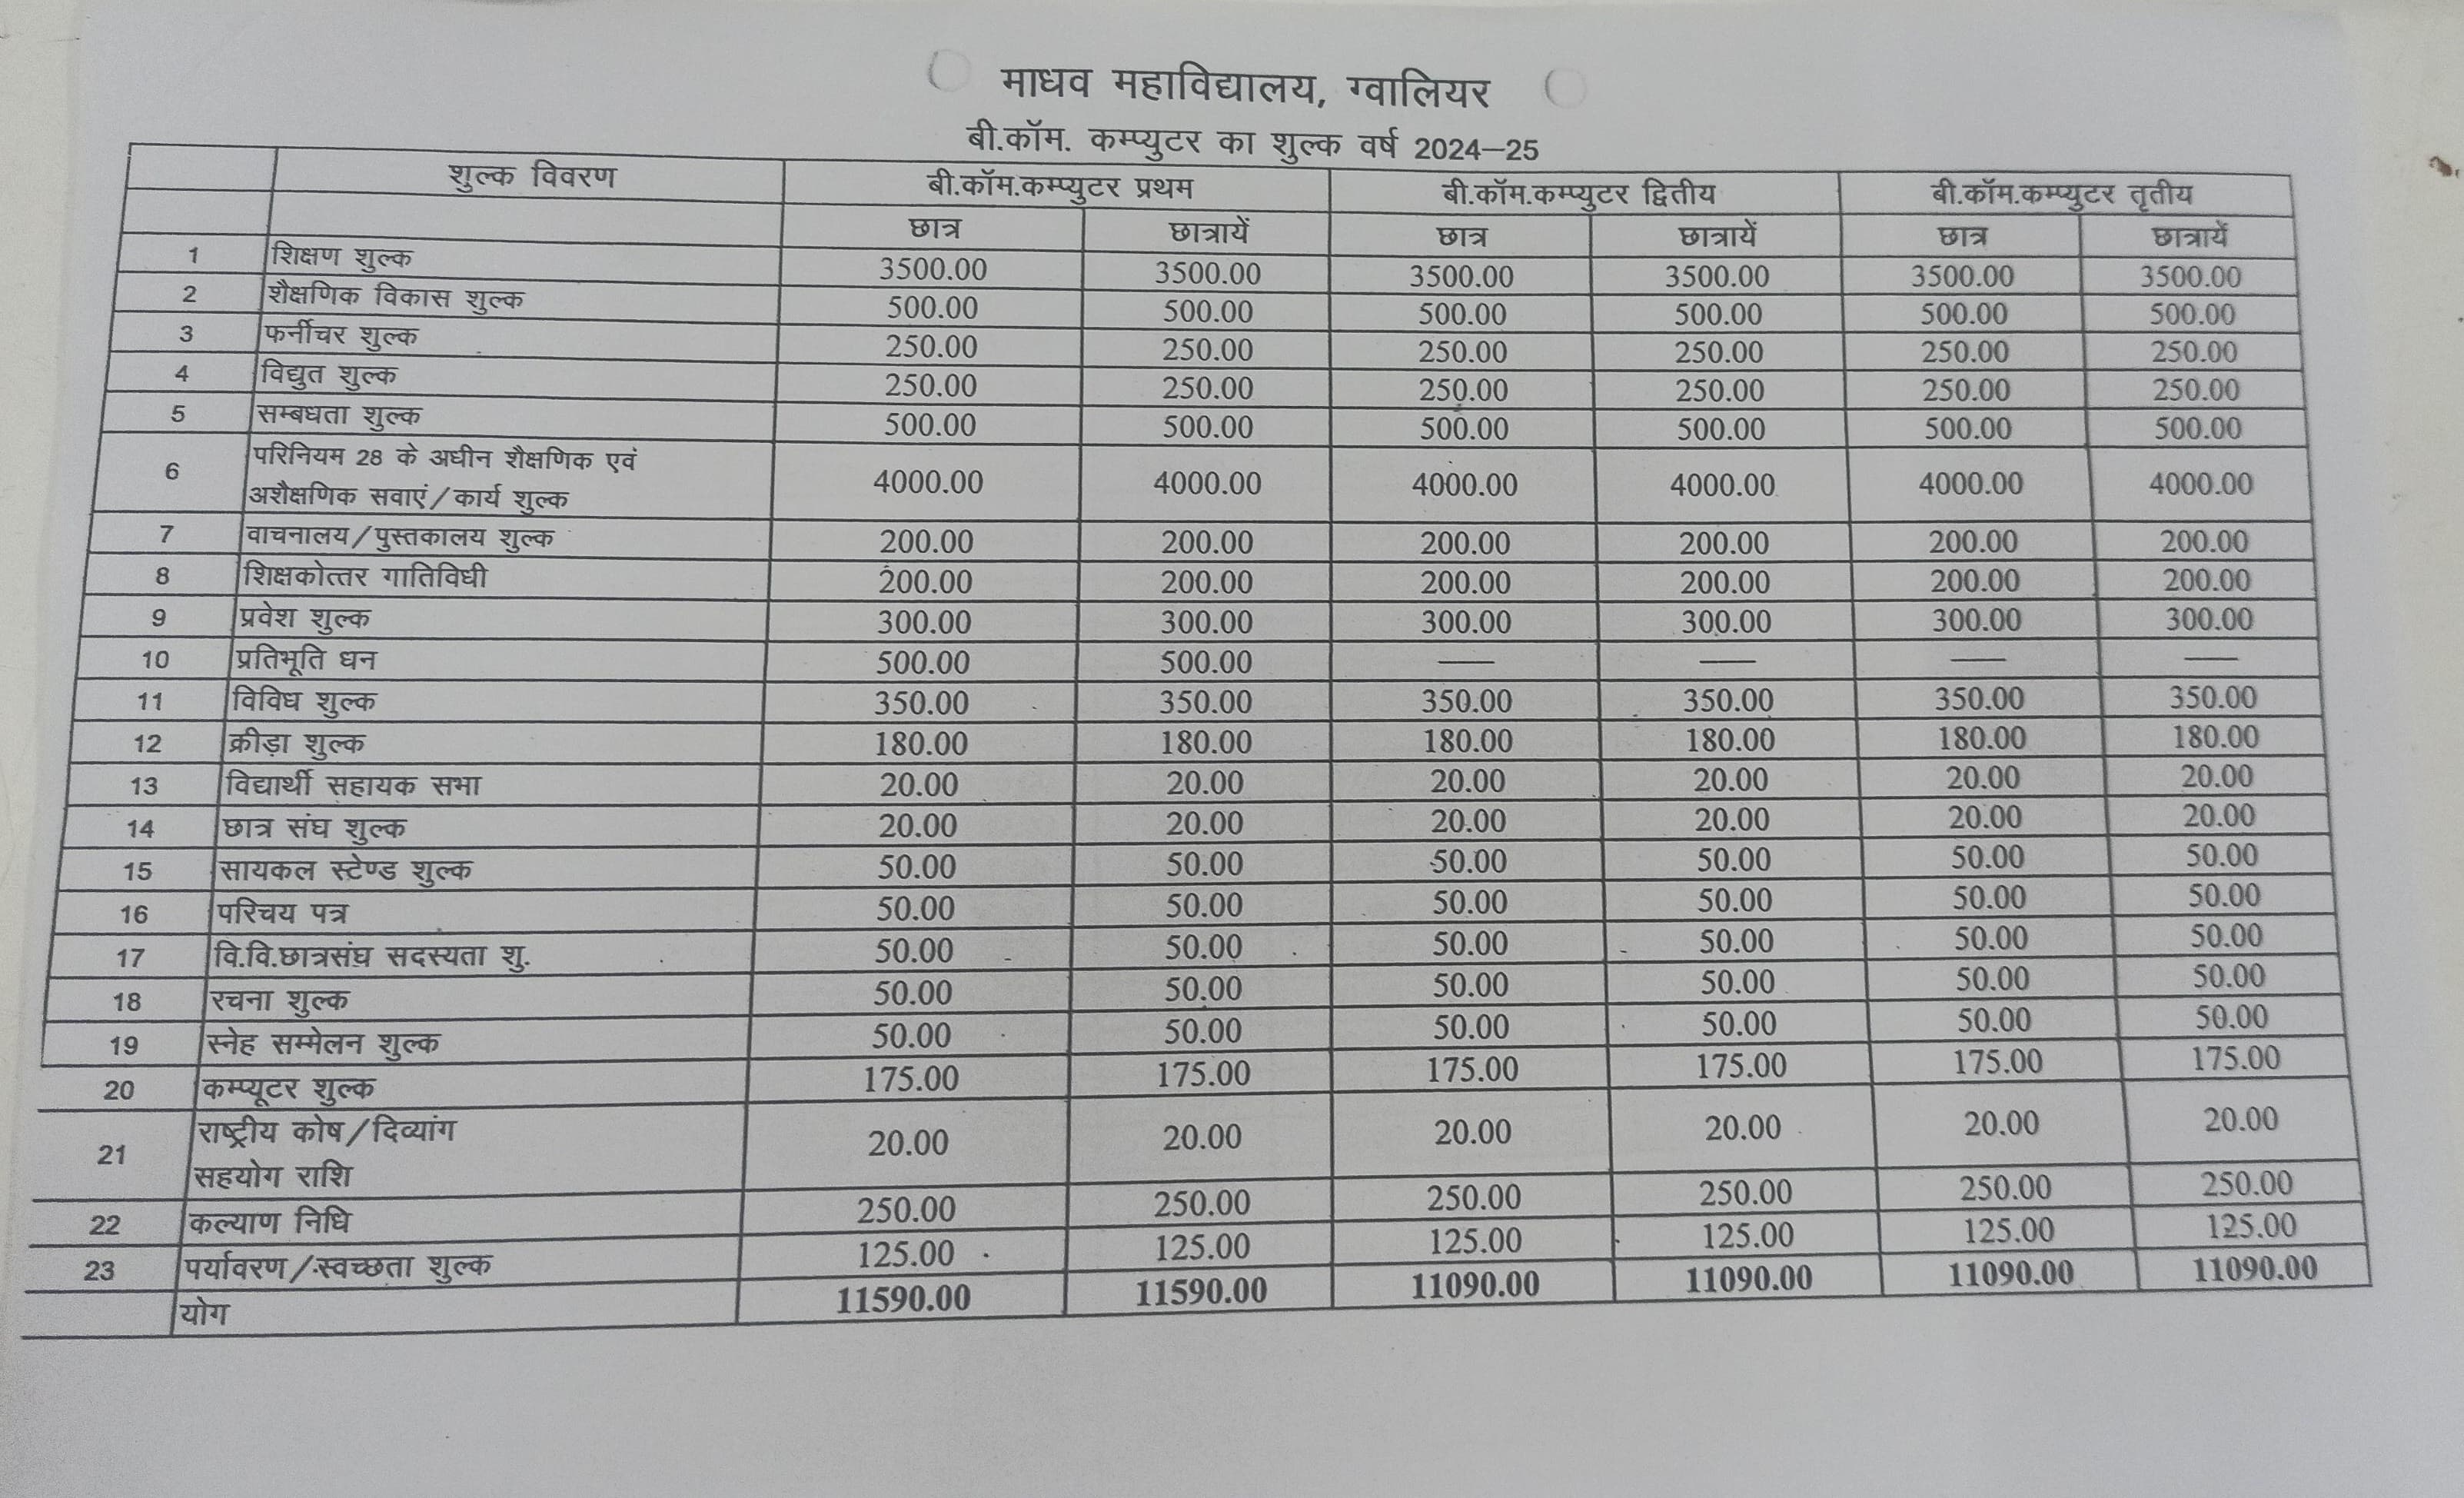 माधव महाविद्यालय, ग्वालियर
बी.कॉम. कम्प्युटर का शुल्क वर्ष 2024–25
शुल्क विवरण बी.कॉम.कम्प्युटर प्रथम बी.कॉम.कम्प्युटर द्वितीय बी.कॉम.कम्प्युटर तृतीय
छात्र छात्रायें छात्र छात्रायें छात्र छात्रायें
1 शिक्षण शुल्क 3500.00 3500.00 3500.00 3500.00 3500.00 3500.00
2 शैक्षणिक विकास शुल्क 500.00 500.00 500.00 500.00 500.00 500.00
3 फर्नीचर शुल्क 250.00 250.00 250.00 250.00 250.00 250.00
4 विद्युत शुल्क 250.00 250.00 250.00 250.00 250.00 250.00
5 सम्बधता शुल्क 500.00 500.00 500.00 500.00 500.00 500.00
6 परिनियम 28 के अधीन शैक्षणिक एवं
अशैक्षणिक सवाएं/कार्य शुल्क 4000.00 4000.00 4000.00 4000.00 4000.00 4000.00
7 वाचनालय/पुस्तकालय शुल्क 200.00 200.00 200.00 200.00 200.00 200.00
8 शिक्षकोत्तर गातिविधी 200.00 200.00 200.00 200.00 200.00 200.00
9 प्रवेश शुल्क 300.00 300.00 300.00 300.00 300.00 300.00
10 प्रतिभूति धन 500.00 500.00 — — — —
11 विविध शुल्क 350.00 350.00 350.00 350.00 350.00 350.00
12 क्रीड़ा शुल्क 180.00 180.00 180.00 180.00 180.00 180.00
13 विद्यार्थी सहायक सभा 20.00 20.00 20.00 20.00 20.00 20.00
14 छात्र संघ शुल्क 20.00 20.00 20.00 20.00 20.00 20.00
15 सायकल स्टेण्ड शुल्क 50.00 50.00 50.00 50.00 50.00 50.00
16 परिचय पत्र 50.00 50.00 50.00 50.00 50.00 50.00
17 वि.वि.छात्रसंघ सदस्यता शु. 50.00 50.00 50.00 50.00 50.00 50.00
18 रचना शुल्क 50.00 50.00 50.00 50.00 50.00 50.00
19 स्नेह सम्मेलन शुल्क 50.00 50.00 50.00 50.00 50.00 50.00
20 कम्प्यूटर शुल्क 175.00 175.00 175.00 175.00 175.00 175.00
21 राष्ट्रीय कोष/दिव्यांग
सहयोग राशि 20.00 20.00 20.00 20.00 20.00 20.00
22 कल्याण निधि 250.00 250.00 250.00 250.00 250.00 250.00
23 पर्यावरण/स्वच्छता शुल्क 125.00 125.00 125.00 125.00 125.00 125.00
योग 11590.00 11590.00 11090.00 11090.00 11090.00 11090.00